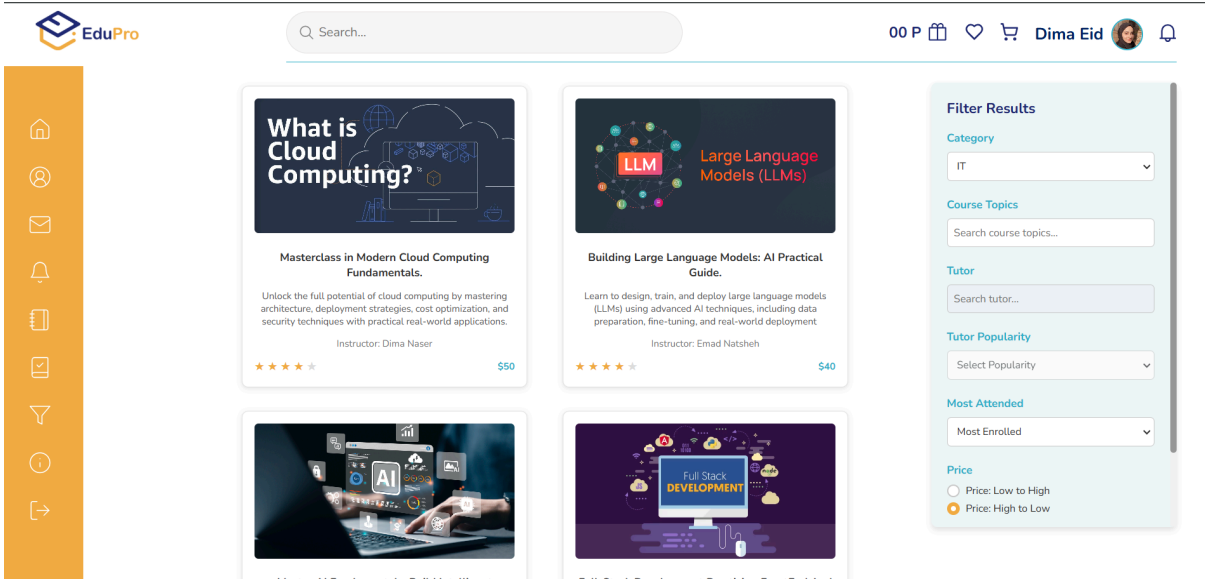 EduPro
Search...
00 P
Dima Eid
What is
Cloud
Computing?
Masterclass in Modern Cloud Computing
Fundamentals.
Unlock the full potential of cloud computing by mastering
architecture, deployment strategies, cost optimization, and
security techniques with practical real-world applications.
Instructor: Dima Naser
$50
LLM
Large Language
Models (LLMs)
Building Large Language Models: AI Practical
Guide.
Learn to design, train, and deploy large language models
(LLMs) using advanced AI techniques, including data
preparation, fine-tuning, and real-world deployment
Instructor: Emad Natsheh
$40
AI
Full Stack
DEVELOPMENT
Filter Results
Category
IT
Course Topics
Search course topics...
Tutor
Search tutor...
Tutor Popularity
Select Popularity
Most Attended
Most Enrolled
Price
Price: Low to High
Price: High to Low